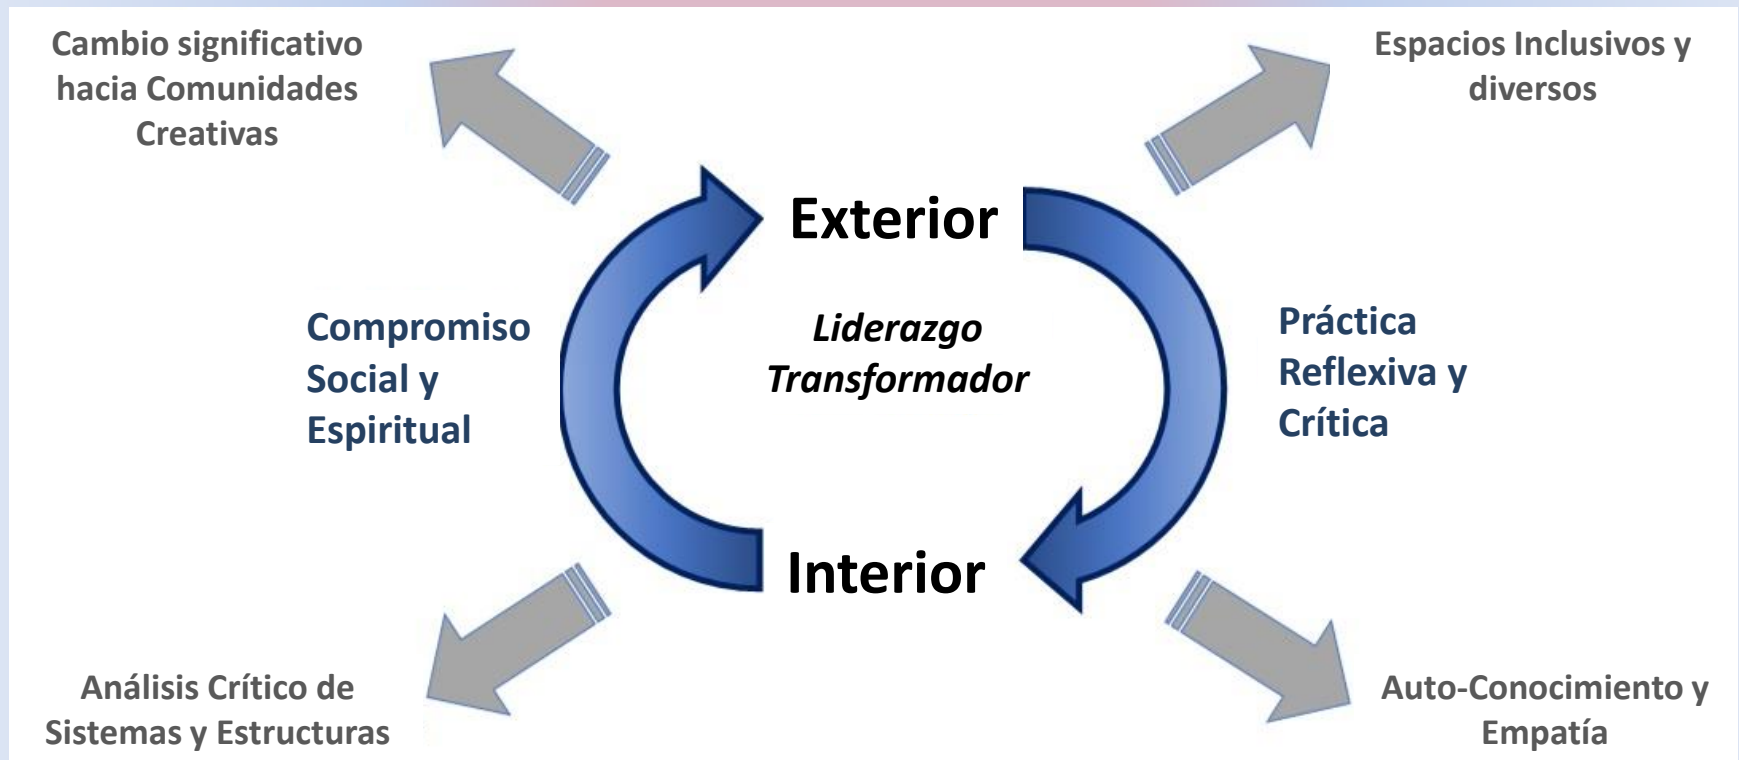 Cambio significativo
hacia Comunidades
Creativas
Espacios Inclusivos y
diversos
Exterior
Compromiso
Social y
Espiritual
Liderazgo
Transformador
Práctica
Reflexiva y
Crítica
Interior
Análisis Crítico de
Sistemas y Estructuras
Auto-Conocimiento y
Empatía